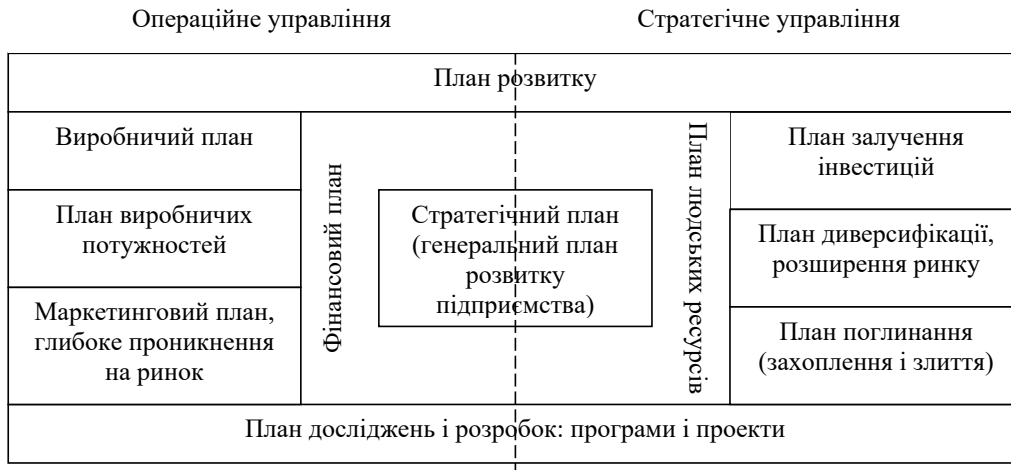 Операційне управління
Стратегічне управління
План розвитку
Виробничий план
План виробничих
потужностей
Маркетинговий план,
глибоке проникнення
на ринок
Фінансовий план
Стратегічний план
(генеральний план
розвитку
підприємства)
План людських ресурсів
План залучення
інвестицій
План диверсифікації,
розширення ринку
План поглинання
(захоплення і злиття)
План досліджень і розробок: програми і проекти